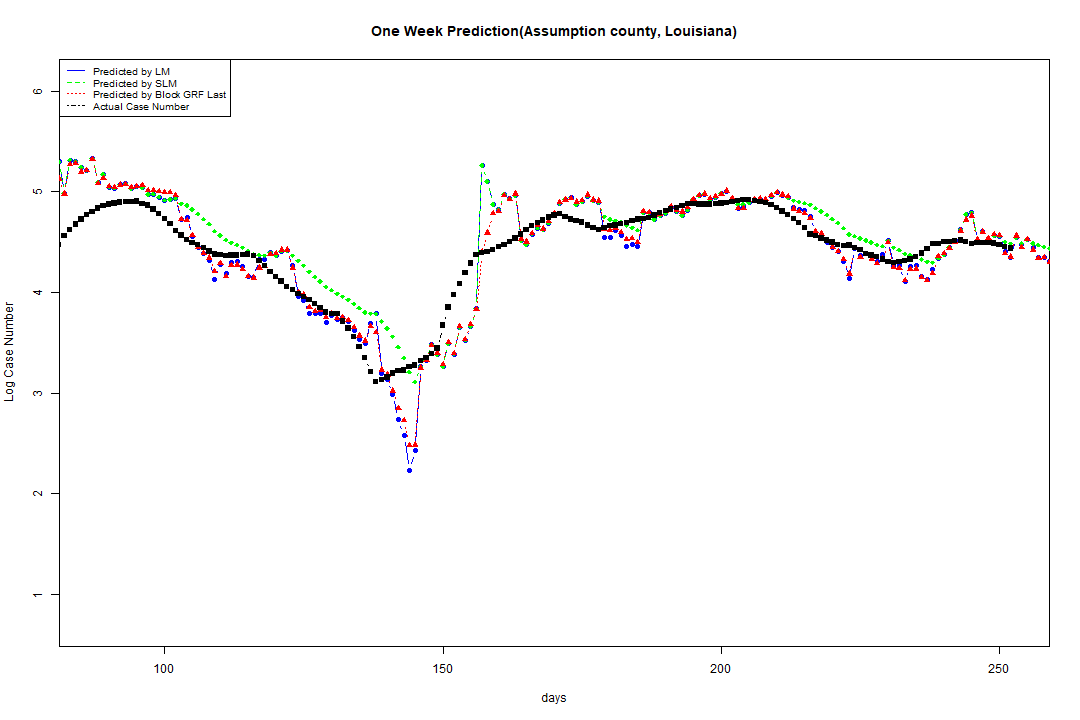 One Week Prediction(Assumption county, Louisiana)
Predicted by LM
Predicted by SLM
Predicted by Block GRF Last
Actual Case Number
6
5
4
3
2
1
Log Case Number
100
150
200
250
days